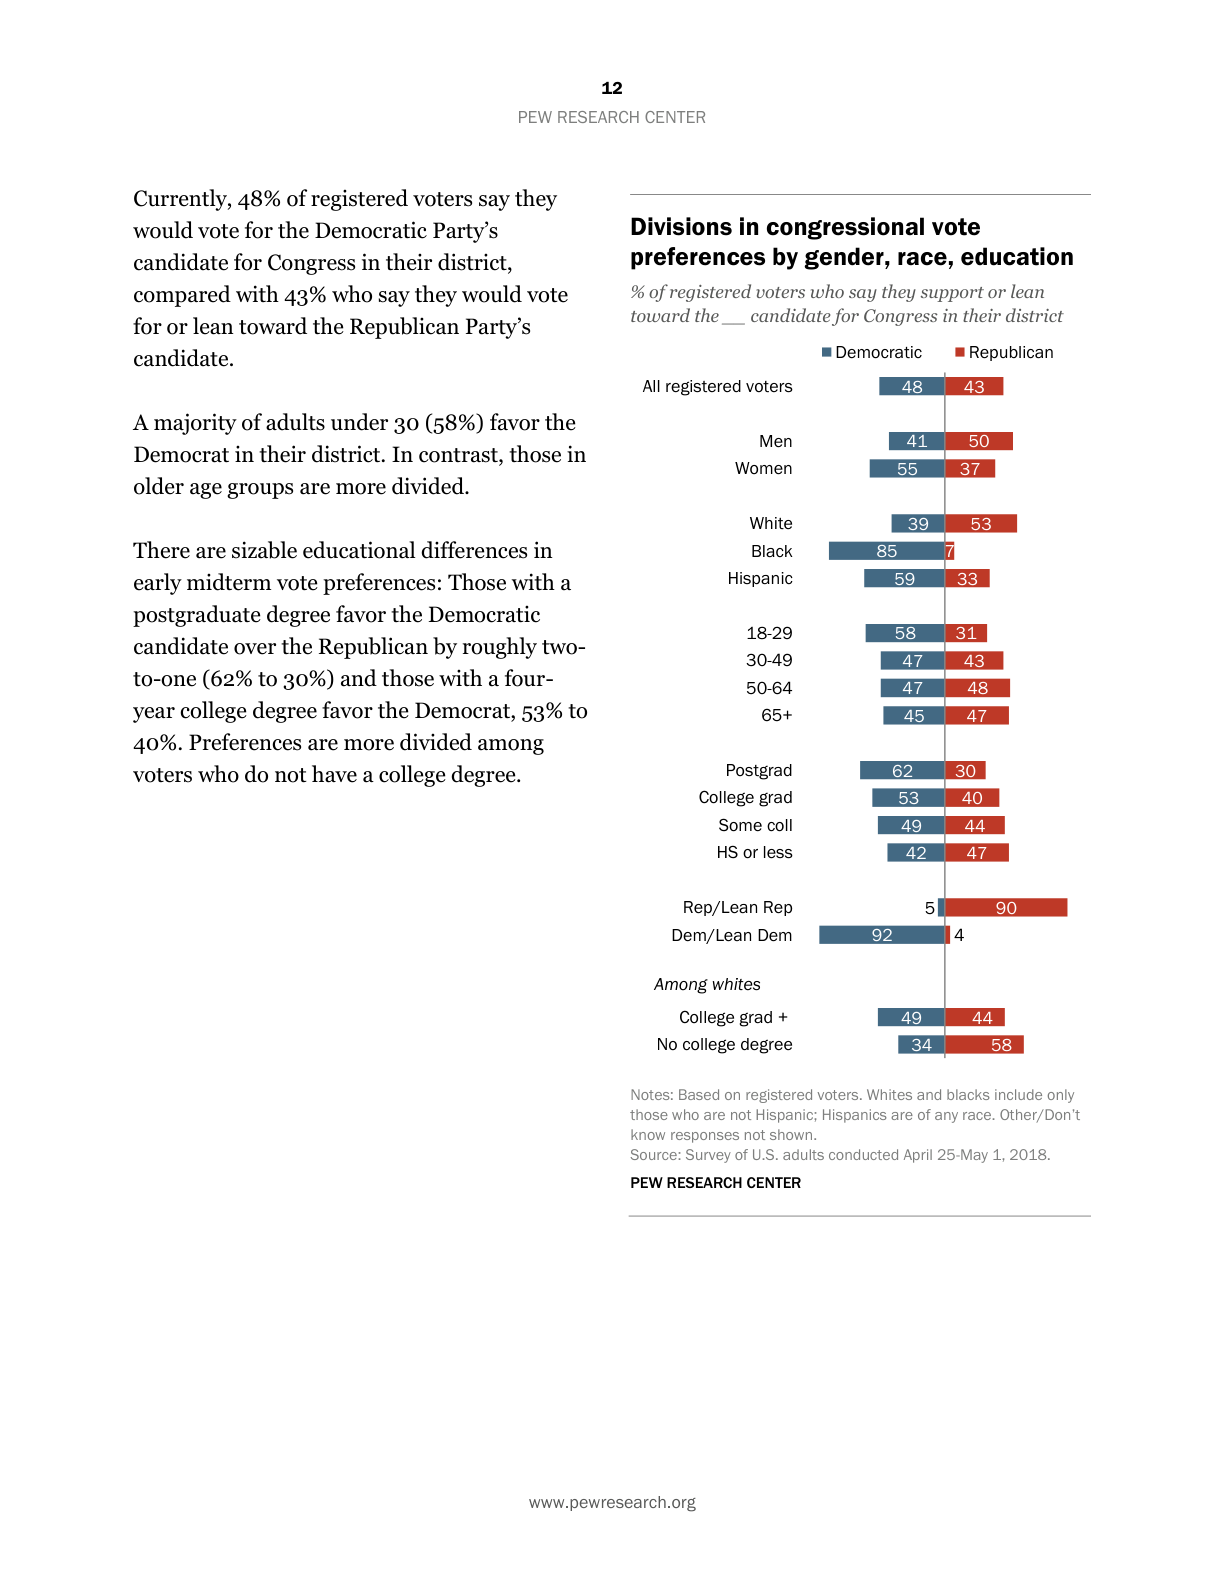 12
PEW RESEARCH CENTER
Currently, 48% of registered voters say they
would vote for the Democratic Party's
candidate for Congress in their district,
compared with 43% who say they would vote
for or lean toward the Republican Party's
candidate.
A majority of adults under 30 (58%) favor the
Democrat in their district. In contrast, those in
older age groups are more divided.
There are sizable educational differences in
early midterm vote preferences: Those with a
postgraduate degree favor the Democratic
candidate over the Republican by roughly two-
to-one (62% to 30%) and those with a four-
year college degree favor the Democrat, 53% to
40%. Preferences are more divided among
voters who do not have a college degree.
Divisions in congressional vote
preferences by gender, race, education
% of registered voters who say they support or lean
toward the __ candidate for Congress in their district
Democratic Republican
All registered voters 48 43
Men 41 50
Women 55 37
White 39 53
Black 85 7
Hispanic 59 33
18-29 58 31
30-49 47 43
50-64 47 48
65+ 45 47
Postgrad 62 30
College grad 53 40
Some coll 49 44
HS or less 42 47
Rep/Lean Rep 5 90
Dem/Lean Dem 92 4
Among whites
College grad + 49 44
No college degree 34 58
Notes: Based on registered voters. Whites and blacks include only
those who are not Hispanic; Hispanics are of any race. Other/Don't
know responses not shown.
Source: Survey of U.S. adults conducted April 25-May 1, 2018.
PEW RESEARCH CENTER
www.pewresearch.org